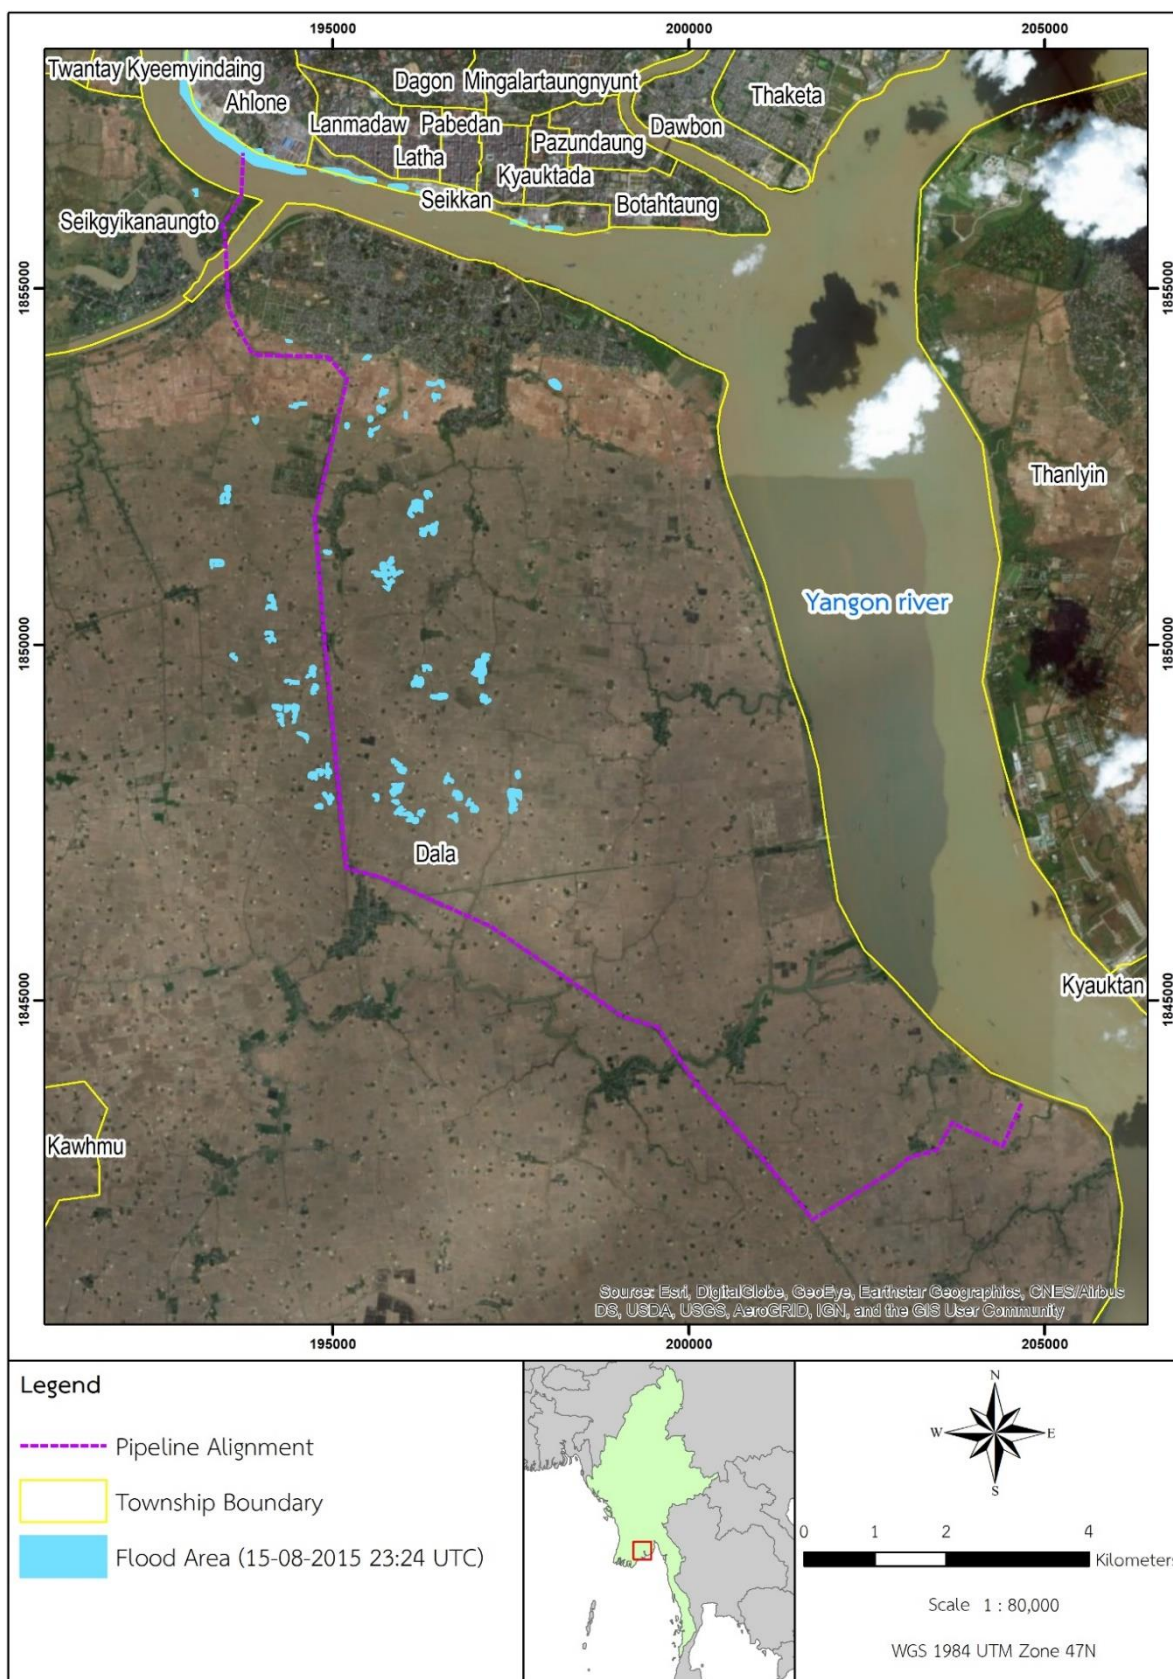 195000
200000
205000
Twantay Kyeemyindaing
Dagon Mingalartaungnyunt
Thaketa
Ahlone
Lanmadaw Pabedan
Dawbon
Pazundaung
Latha
Kyauktada
Seikkan
Botahtaung
Seikgyikanaungto
1855000
1855000
Thanlyin
Yangon river
1850000
1850000
Dala
Kyauktan
1845000
1845000
Kawhmu
Source: Esri, DigitalGlobe, GeoEye, Earthstar Geographics, CNES/Airbus
DS, USDA, USGS, AeroGRID, IGN, and the GIS User Community
195000
200000
205000
Legend
Pipeline Alignment
Township Boundary
Flood Area (15-08-2015 23:24 UTC)
N
W
E
S
0 1 2 4
Kilometers
Scale 1 : 80,000
WGS 1984 UTM Zone 47N